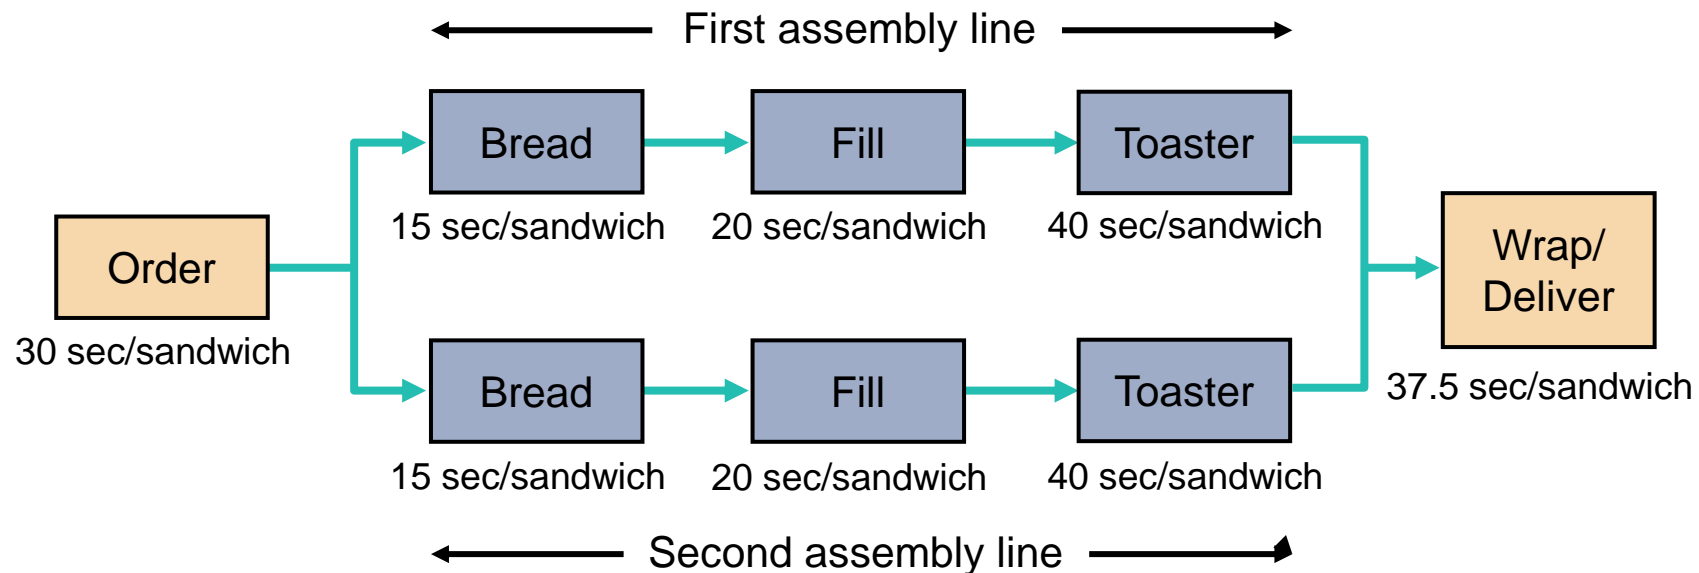 First assembly line
Bread
Fill
Toaster
15 sec/sandwich
20 sec/sandwich
40 sec/sandwich
Order
30 sec/sandwich
Wrap/
Deliver
37.5 sec/sandwich
Bread
Fill
Toaster
15 sec/sandwich
20 sec/sandwich
40 sec/sandwich
Second assembly line